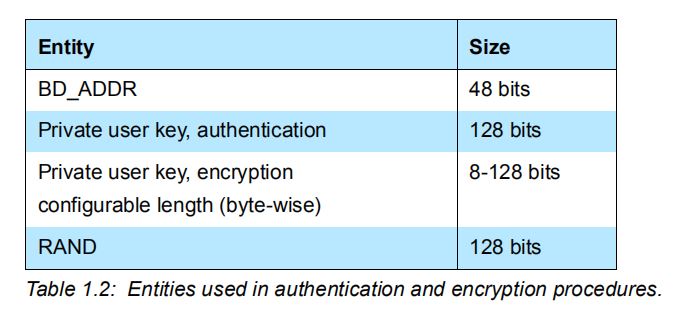 Entity Size
BD_ADDR 48 bits
Private user key, authentication 128 bits
Private user key, encryption 8-128 bits
configurable length (byte-wise)
RAND 128 bits
Table 1.2: Entities used in authentication and encryption procedures.